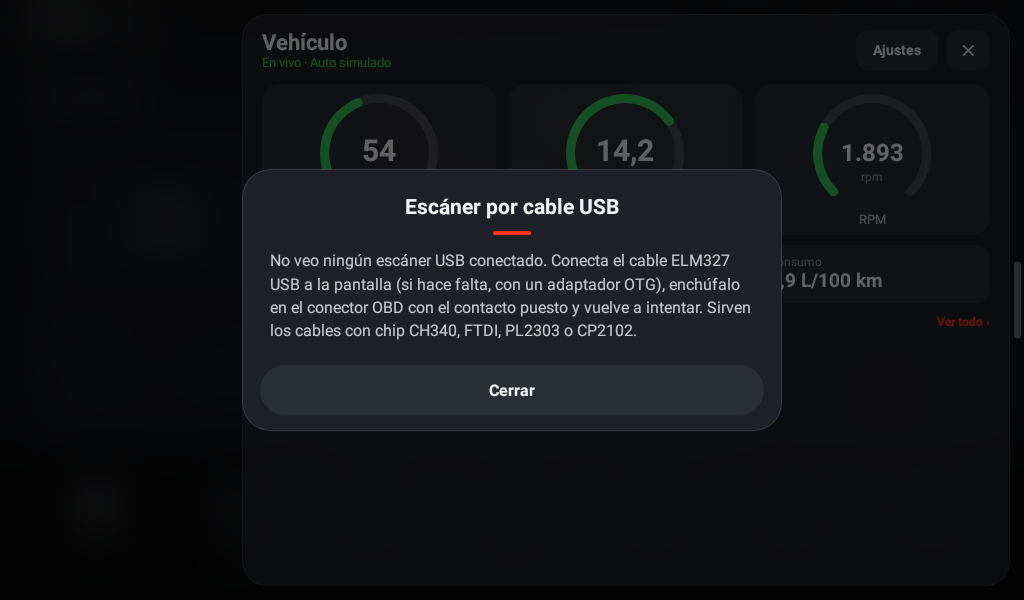 Vehículo
En vivo · Auto simulado
Ajustes
54
14,2
1.893
rpm
RPM
Escáner por cable USB
No veo ningún escáner USB conectado. Conecta el cable ELM327
USB a la pantalla (si hace falta, con un adaptador OTG), enchúfalo
en el conector OBD con el contacto puesto y vuelve a intentar. Sirven
los cables con chip CH340, FTDI, PL2303 o CP2102.
Cerrar
,9 L/100 km
Ver todo ›